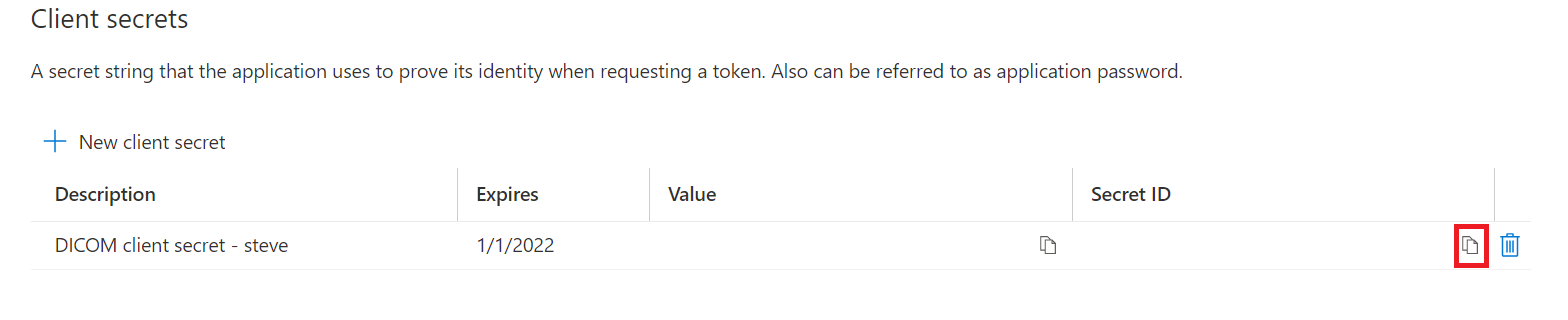 Client secrets
A secret string that the application uses to prove its identity when requesting a token. Also can be referred to as application password.
New client secret
Description Expires Value Secret ID
DICOM client secret - steve 1/1/2022